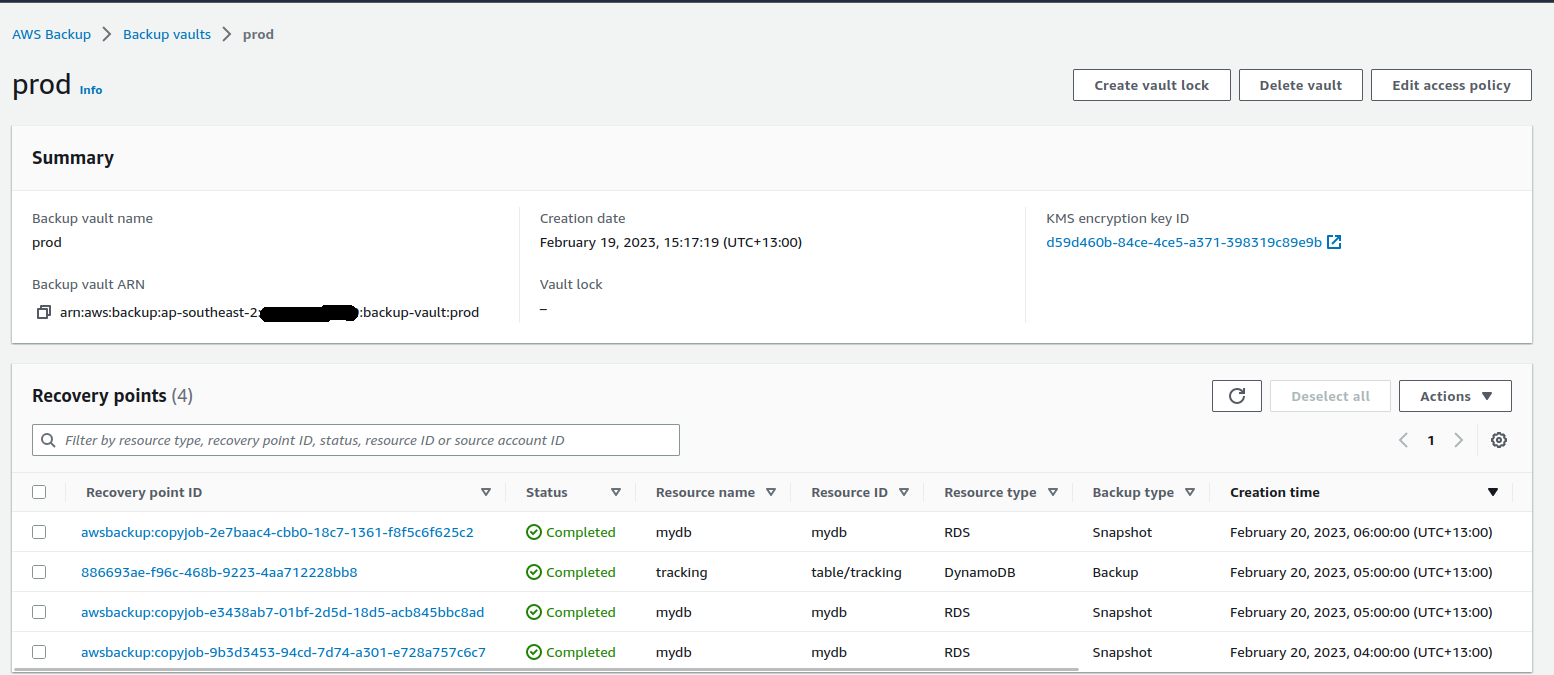 AWS Backup > Backup vaults > prod
prod Info Create vault lock Delete vault Edit access policy
Summary
Backup vault name Creation date KMS encryption key ID
prod February 19, 2023, 15:17:19 (UTC+13:00) d59d460b-84ce-4ce5-a371-398319c89e9b
Backup vault ARN Vault lock
arn:aws:backup:ap-southeast-2: :backup-vault:prod –
Recovery points (4) Deselect all Actions
Filter by resource type, recovery point ID, status, resource ID or source account ID 1
Recovery point ID Status Resource name Resource ID Resource type Backup type Creation time
awsbackup:copyjob-2e7baac4-cbb0-18c7-1361-f8f5c6f625c2 Completed mydb mydb RDS Snapshot February 20, 2023, 06:00:00 (UTC+13:00)
886693ae-f96c-468b-9223-4aa712228bb8 Completed tracking table/tracking DynamoDB Backup February 20, 2023, 05:00:00 (UTC+13:00)
awsbackup:copyjob-e3438ab7-01bf-2d5d-18d5-acb845bbc8ad Completed mydb mydb RDS Snapshot February 20, 2023, 05:00:00 (UTC+13:00)
awsbackup:copyjob-9b3d3453-94cd-7d74-a301-e728a757c6c7 Completed mydb mydb RDS Snapshot February 20, 2023, 04:00:00 (UTC+13:00)